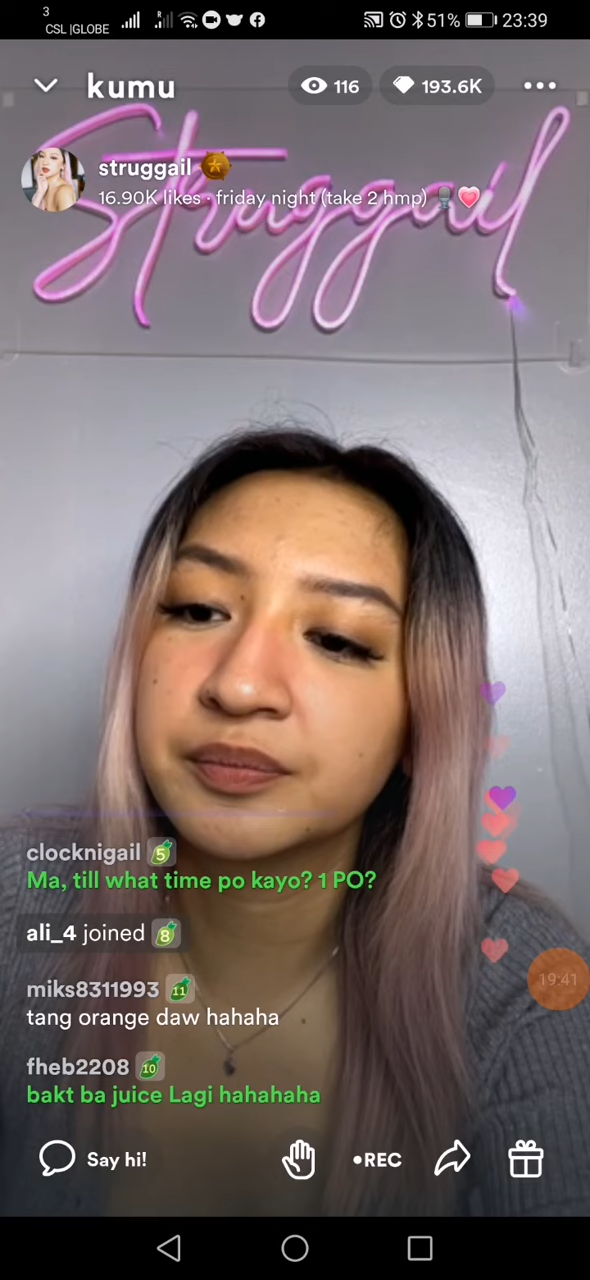 3
CSL |GLOBE
51% 23:39
kumu
116
193.6K
Struggail
struggail
16.90K likes · friday night (take 2 hmp)
clocknigail 5
Ma, till what time po kayo? 1 PO?
ali_4 joined 8
miks8311993 11
tang orange daw hahaha
fheb2208 10
bakt ba juice Lagi hahahaha
19:41
Say hi!
•REC